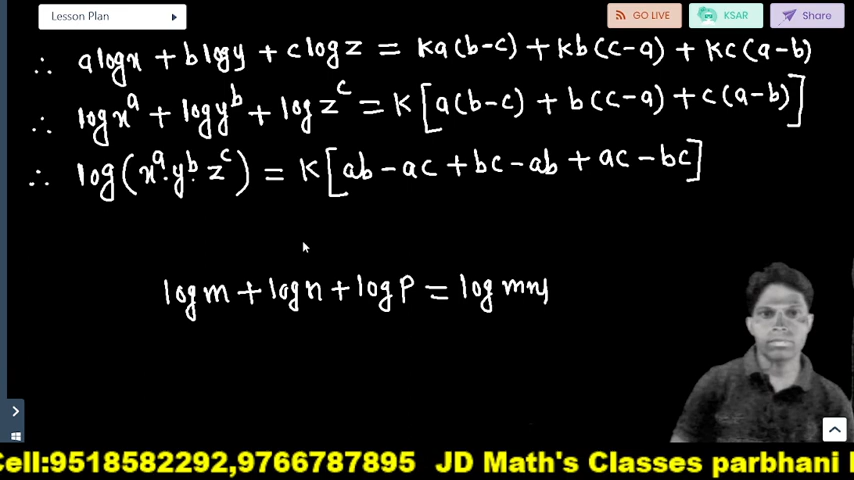 Lesson Plan
GO LIVE
KSAR
Share
∴ a log x + b log y + c log z = ka(b-c) + kb(c-a) + kc(a-b)
∴ log x^a + log y^b + log z^c = k[a(b-c) + b(c-a) + c(a-b)]
∴ log(x^a. y^b. z^c) = k[ab - ac + bc - ab + ac - bc]
log m + log n + log p = log mn
Cell:9518582292,9766787895 JD Math's Classes parbhani